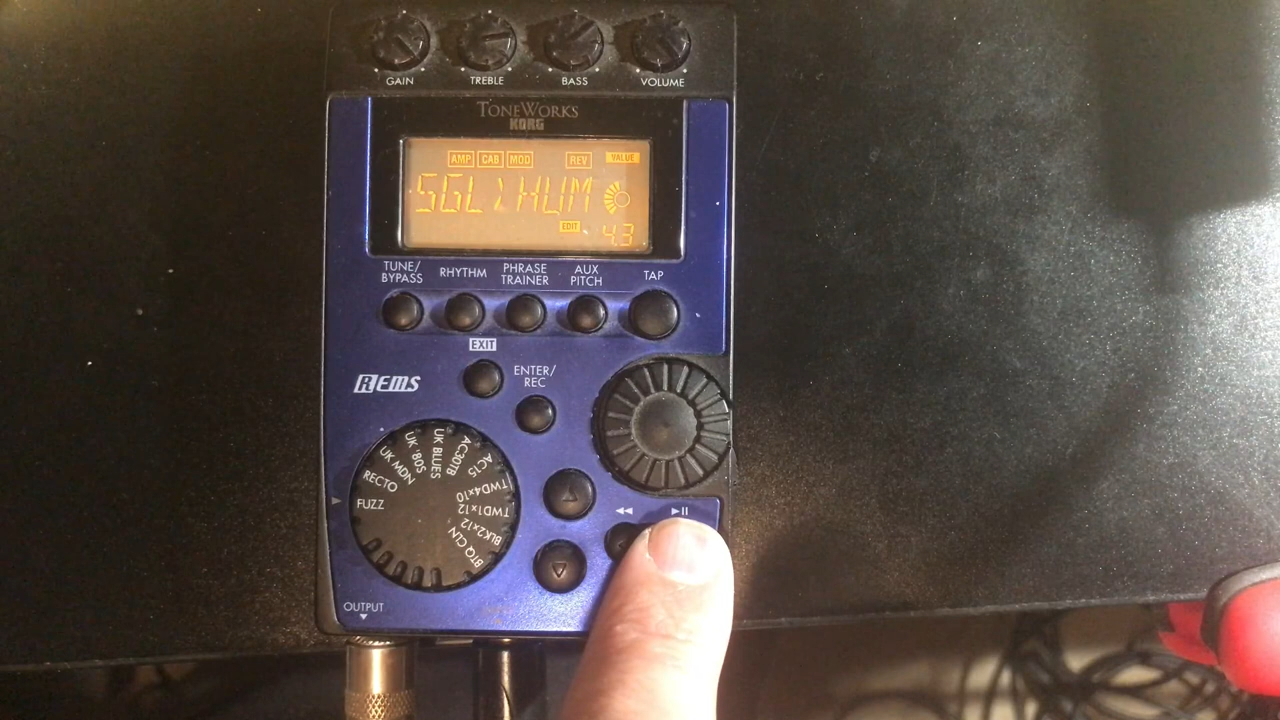 GAIN TREBLE BASS VOLUME
TONEWORKS
KORG
AMP CAB MOD REV VALUE
SGL>HUM
EDIT 4.3
TUNE/
BYPASS
RHYTHM
PHRASE
TRAINER
AUX
PITCH
TAP
EXIT
ENTER/
REC
REMS
FUZZ
RECTO
UK MDN
UK '80S
UK BLUES
AC30TB
AC15
TWD4x10
TWD1x12
BLK2x12
BTQ CLN
OUTPUT